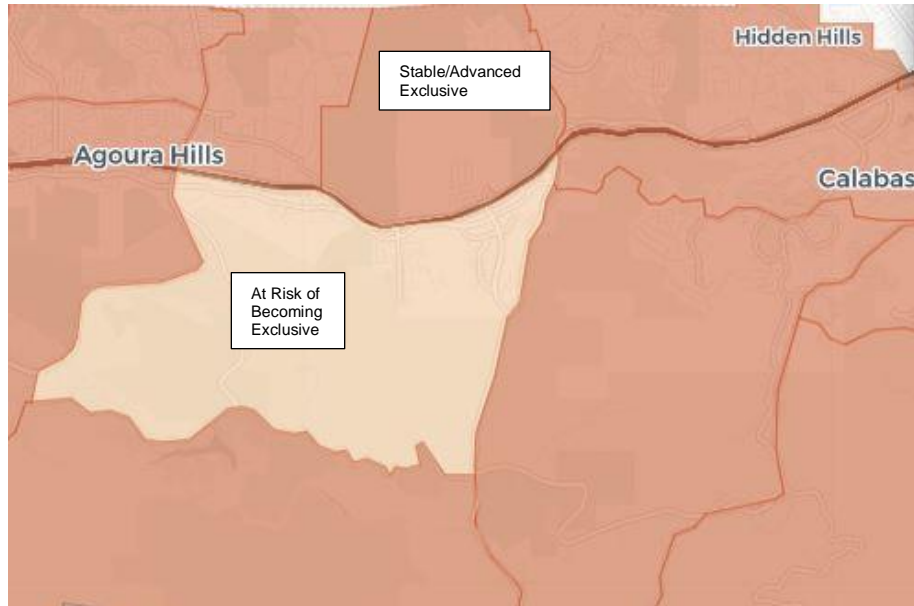 Hidden Hills
Stable/Advanced
Exclusive
Agoura Hills
Calabas
At Risk of
Becoming
Exclusive